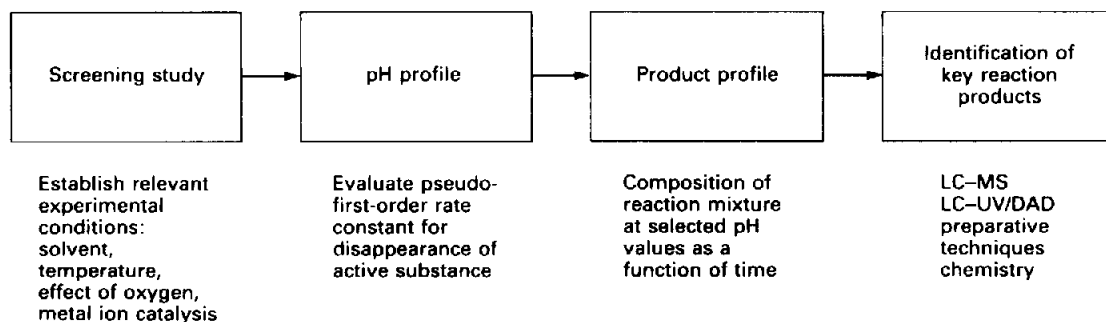 Screening study
pH profile
Product profile
Identification of
key reaction
products
Establish relevant
experimental
conditions:
solvent,
temperature,
effect of oxygen,
metal ion catalysis
Evaluate pseudo-
first-order rate
constant for
disappearance of
active substance
Composition of
reaction mixture
at selected pH
values as a
function of time
LC–MS
LC–UV/DAD
preparative
techniques
chemistry